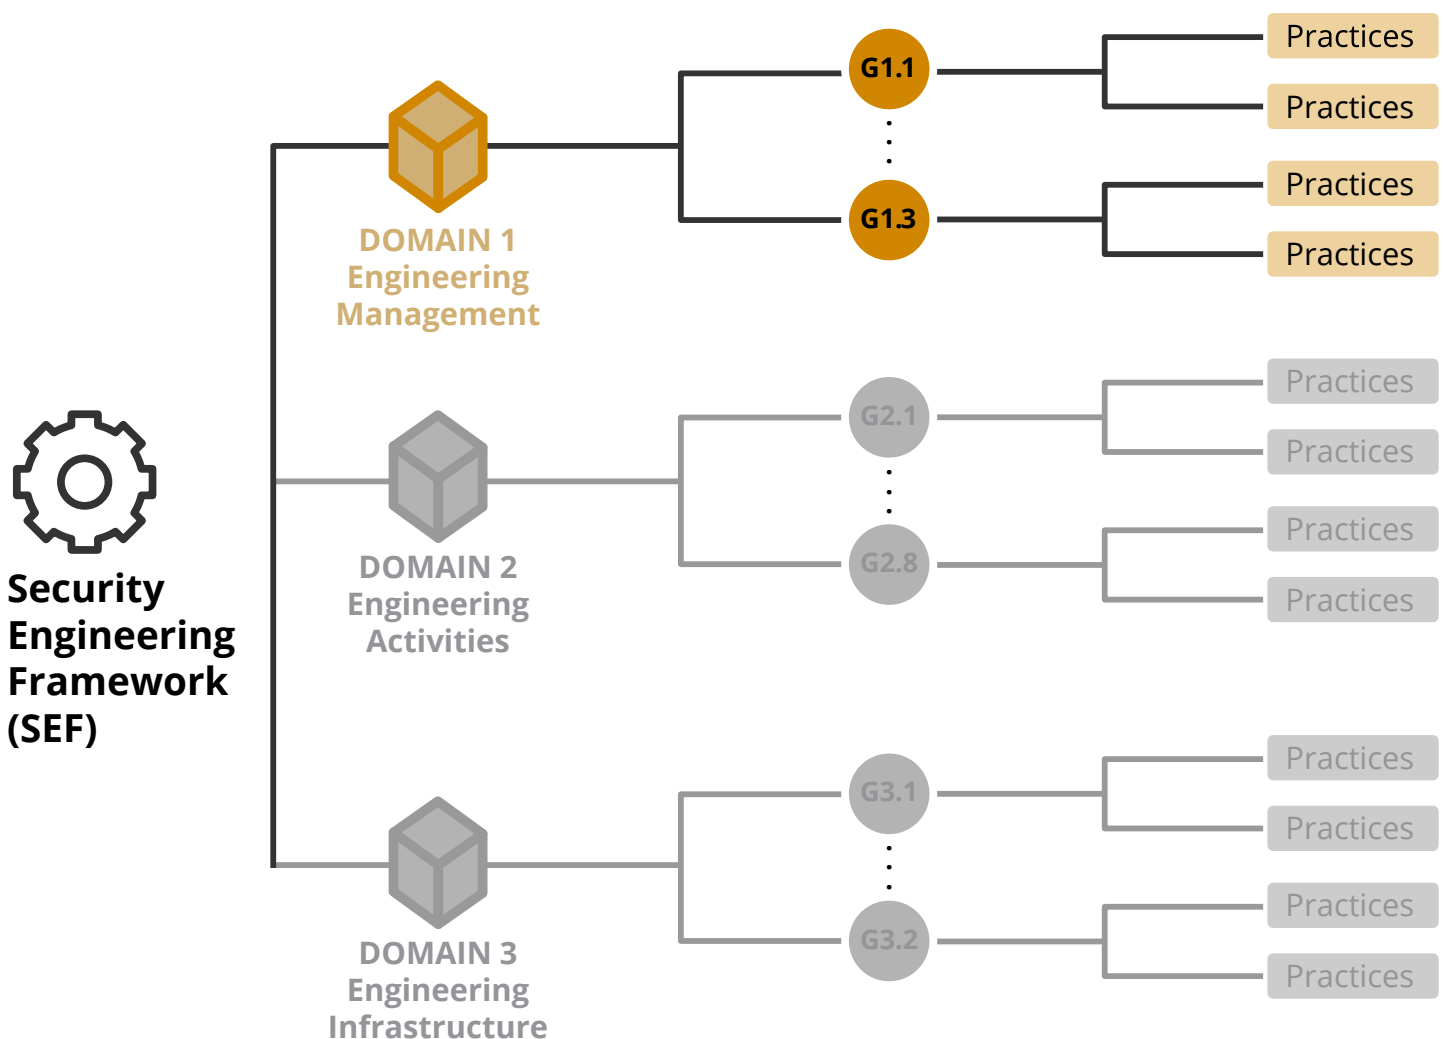 Security
Engineering
Framework
(SEF)
DOMAIN 1
Engineering
Management
G1.1
Practices
Practices
G1.3
Practices
Practices
DOMAIN 2
Engineering
Activities
G2.1
Practices
Practices
G2.8
Practices
Practices
DOMAIN 3
Engineering
Infrastructure
G3.1
Practices
Practices
G3.2
Practices
Practices